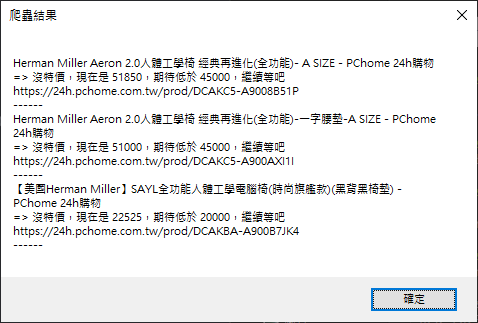 爬蟲結果
Herman Miller Aeron 2.0人體工學椅 經典再進化(全功能)- A SIZE - PChome 24h購物
=> 沒特價，現在是 51850，期待低於 45000，繼續等吧
https://24h.pchome.com.tw/prod/DCAKC5-A9008B51P
------
Herman Miller Aeron 2.0人體工學椅 經典再進化(全功能)-一字腰墊-A SIZE - PChome
24h購物
=> 沒特價，現在是 51000，期待低於 45000，繼續等吧
https://24h.pchome.com.tw/prod/DCAKC5-A900AXI1I
------
【美國Herman Miller】SAYL全功能人體工學電腦椅(時尚旗艦款)(黑背黑椅墊) -
PChome 24h購物
=> 沒特價，現在是 22525，期待低於 20000，繼續等吧
https://24h.pchome.com.tw/prod/DCAKBA-A900B7JK4
------
確定